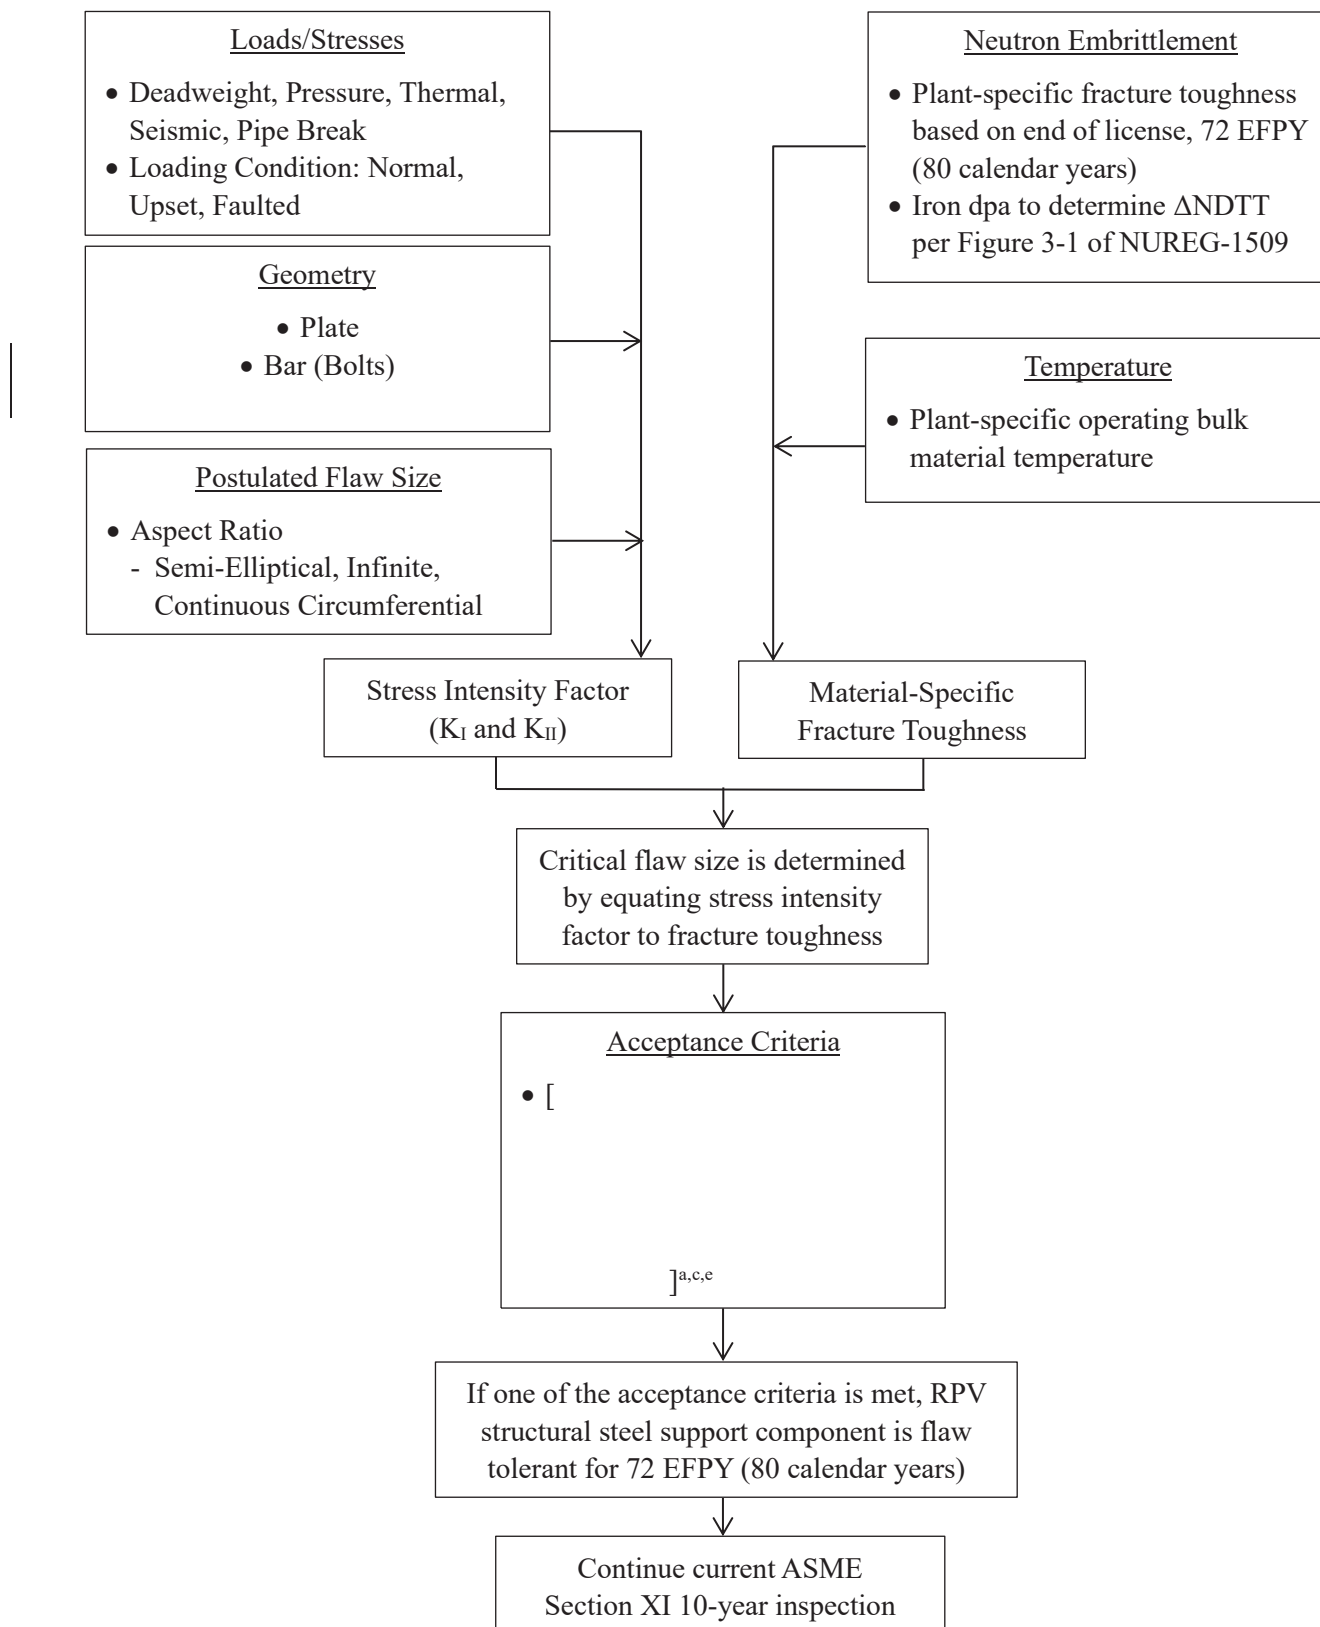 Loads/Stresses
• Deadweight, Pressure, Thermal,
Seismic, Pipe Break
• Loading Condition: Normal,
Upset, Faulted
Geometry
• Plate
• Bar (Bolts)
Postulated Flaw Size
• Aspect Ratio
- Semi-Elliptical, Infinite,
Continuous Circumferential
Neutron Embrittlement
• Plant-specific fracture toughness
based on end of license, 72 EFPY
(80 calendar years)
• Iron dpa to determine ΔNDTT
per Figure 3-1 of NUREG-1509
Temperature
• Plant-specific operating bulk
material temperature
Stress Intensity Factor
(K_I and K_II)
Material-Specific
Fracture Toughness
Critical flaw size is determined
by equating stress intensity
factor to fracture toughness
Acceptance Criteria
• [
]^a,c,e
If one of the acceptance criteria is met, RPV
structural steel support component is flaw
tolerant for 72 EFPY (80 calendar years)
Continue current ASME
Section XI 10-year inspection